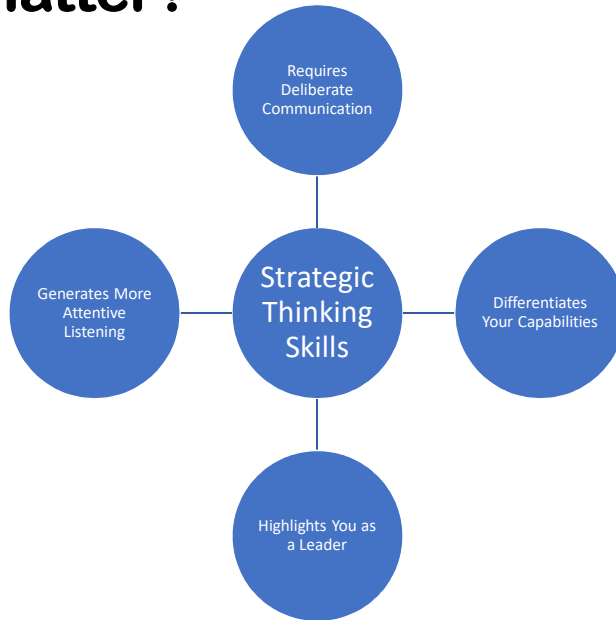 Requires
Deliberate
Communication
Generates More
Attentive
Listening
Strategic
Thinking
Skills
Differentiates
Your Capabilities
Highlights You as
a Leader